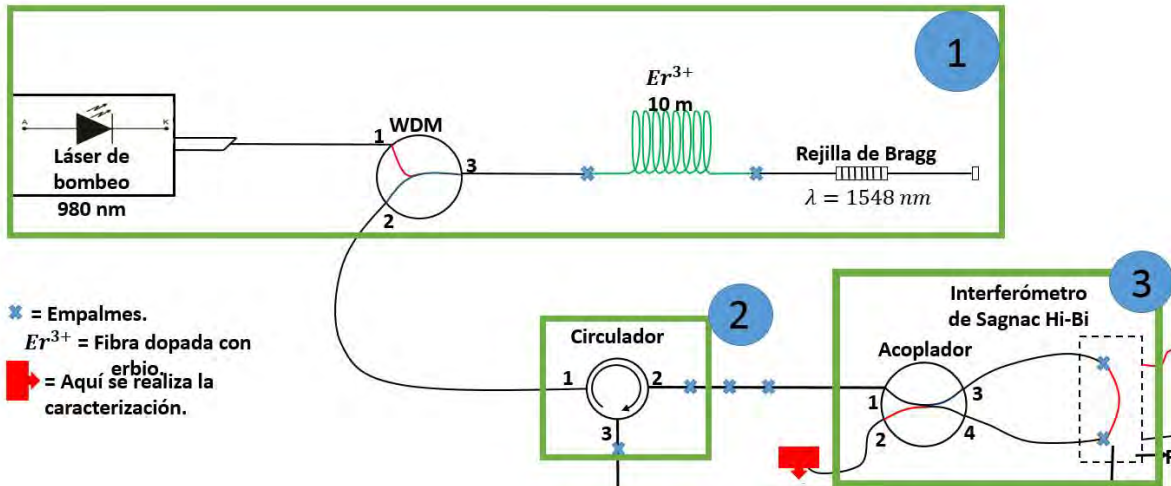 1
A
K
Láser de
bombeo
980 nm
WDM
1
3
2
Er³⁺
10 m
Rejilla de Bragg
λ = 1548 nm
= Empalmes.
Er³⁺ = Fibra dopada con
erbio.
= Aquí se realiza la
caracterización.
2
Circulador
1
2
3
3
Interferómetro
de Sagnac Hi-Bi
Acoplador
1
3
2
4